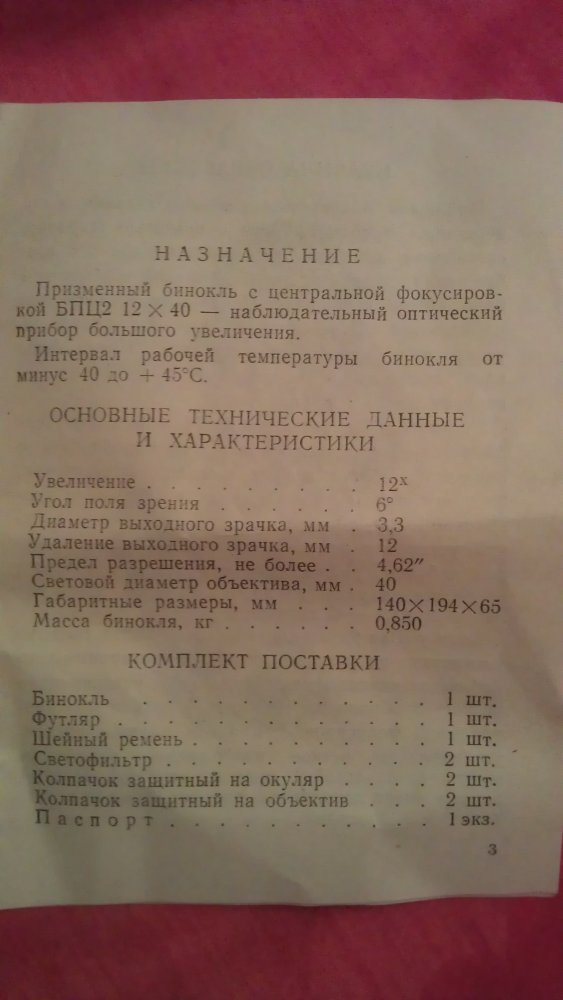 НАЗНАЧЕНИЕ
Призменный бинокль с центральной фокусиров-
кой БПЦ2 12 × 40 — наблюдательный оптический
прибор большого увеличения.
Интервал рабочей температуры бинокля от
минус 40 до + 45°С.
ОСНОВНЫЕ ТЕХНИЧЕСКИЕ ДАННЫЕ
И ХАРАКТЕРИСТИКИ
Увеличение . . . . . . . . . 12ˣ
Угол поля зрения . . . . . . 6°
Диаметр выходного зрачка, мм . 3,3
Удаление выходного зрачка, мм . 12
Предел разрешения, не более . . 4,62″
Световой диаметр объектива, мм . 40
Габаритные размеры, мм . . . 140×194×65
Масса бинокля, кг . . . . . . 0,850
КОМПЛЕКТ ПОСТАВКИ
Бинокль . . . . . . . . . . . . 1 шт.
Футляр . . . . . . . . . . . . . 1 шт.
Шейный ремень . . . . . . . . . . 1 шт.
Светофильтр . . . . . . . . . . . 2 шт.
Колпачок защитный на окуляр . . . . 2 шт.
Колпачок защитный на объектив . . . 2 шт.
Паспорт . . . . . . . . . . . 1 экз.
3